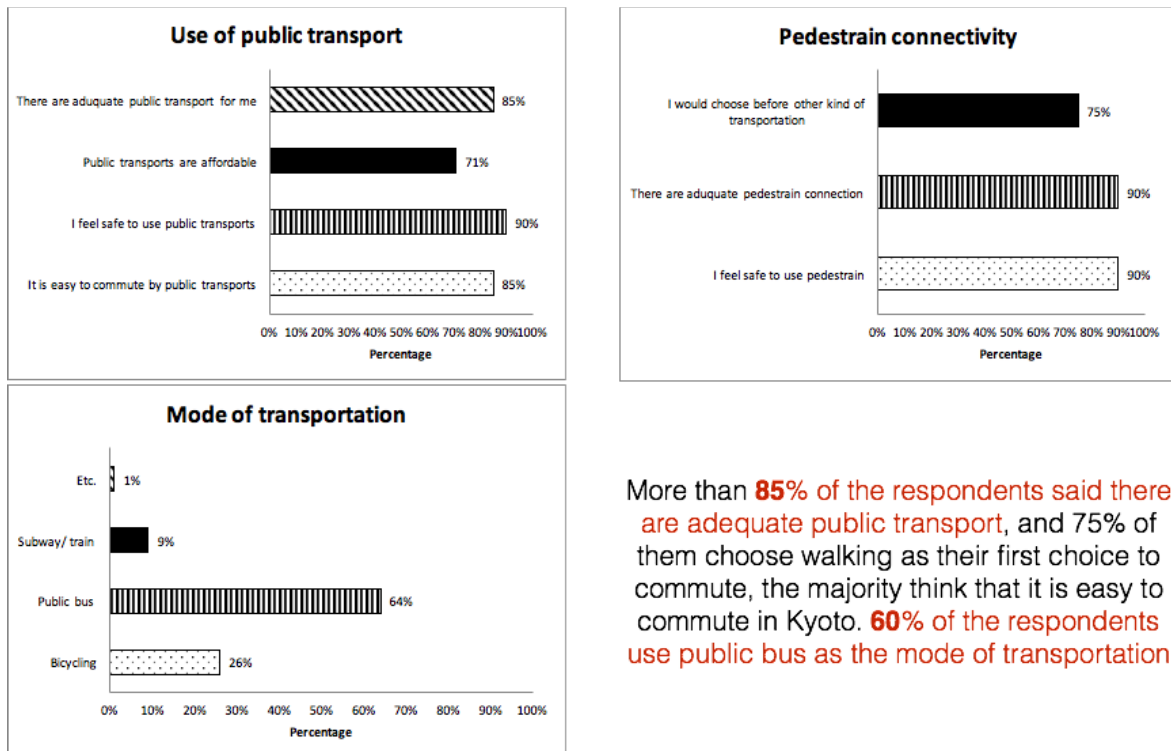 Use of public transport
There are aduquate public transport for me
85%
Public transports are affordable
71%
I feel safe to use public transports
90%
It is easy to commute by public transports
85%
0% 10% 20% 30% 40% 50% 60% 70% 80% 90%100%
Percentage
Pedestrain connectivity
I would choose before other kind of
transportation
75%
There are aduquate pedestrain connection
90%
I feel safe to use pedestrain
90%
0% 10% 20% 30% 40% 50% 60% 70% 80% 90%100%
Percentage
Mode of transportation
Etc.
1%
Subway/ train
9%
Public bus
64%
Bicycling
26%
0% 10% 20% 30% 40% 50% 60% 70% 80% 90% 100%
Percentage
More than 85% of the respondents said there
are adequate public transport, and 75% of
them choose walking as their first choice to
commute, the majority think that it is easy to
commute in Kyoto. 60% of the respondents
use public bus as the mode of transportation